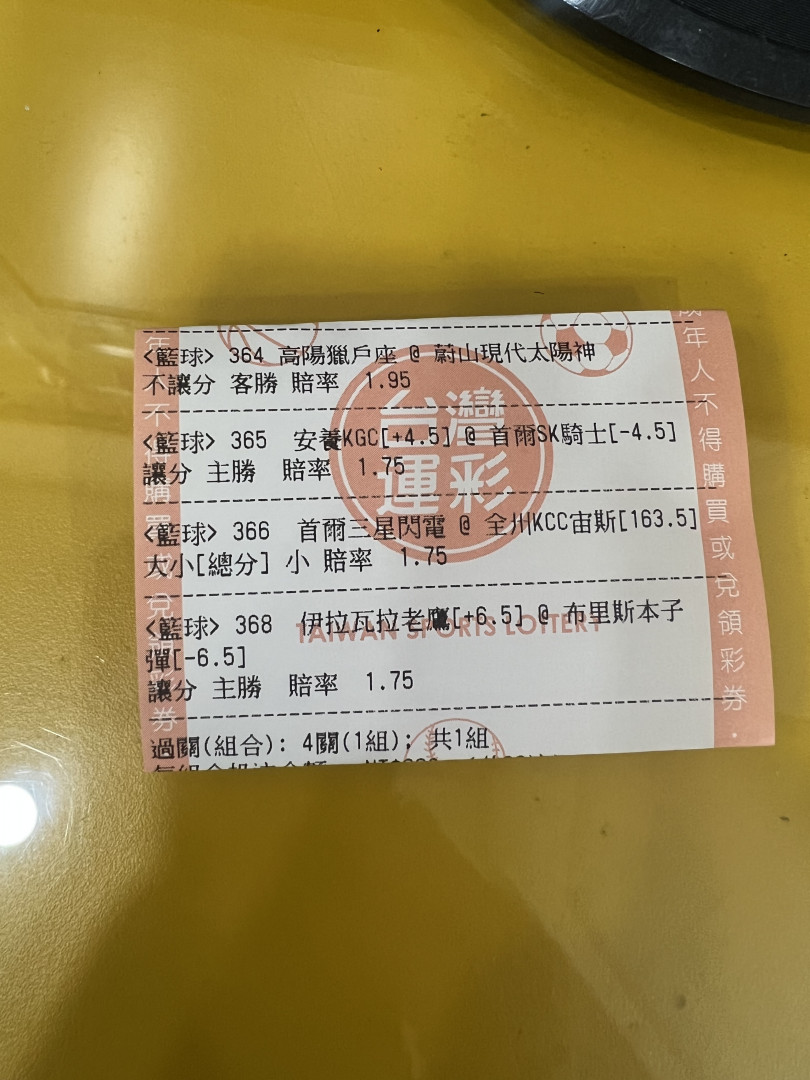 <籃球> 364 高陽獵戶座 @ 蔚山現代太陽神
不讓分 客勝 賠率 1.95
<籃球> 365 安養KGC[+4.5] @ 首爾SK騎士[-4.5]
讓分 主勝 賠率 1.75
<籃球> 366 首爾三星閃電 @ 全州KCC宙斯[163.5]
大小[總分] 小 賠率 1.75
<籃球> 368 伊拉瓦拉老鷹[+6.5] @ 布里斯本子
彈[-6.5]
讓分 主勝 賠率 1.75
過關(組合): 4關(1組); 共1組
台灣
運彩
TAIWAN SPORTS LOTTERY
年人不得購買或兌領彩券